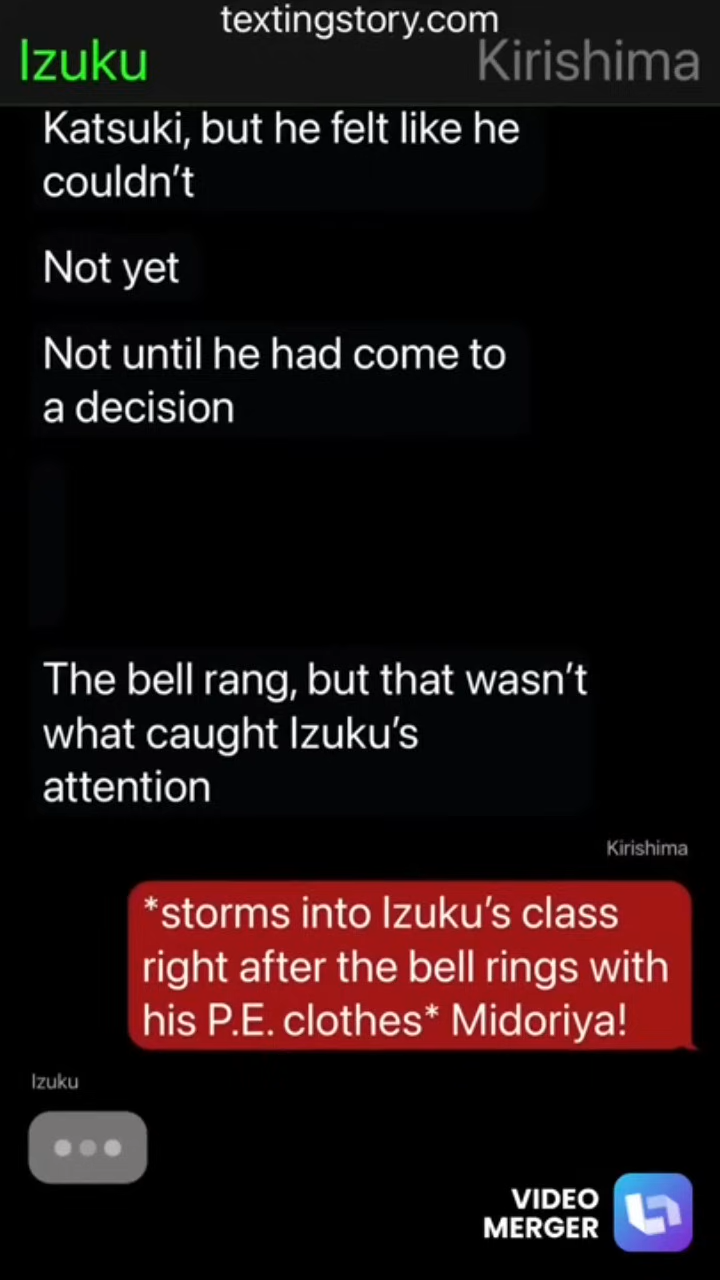 textingstory.com
Izuku
Kirishima
Katsuki, but he felt like he
couldn’t
Not yet
Not until he had come to
a decision
The bell rang, but that wasn’t
what caught Izuku’s
attention
Kirishima
*storms into Izuku’s class
right after the bell rings with
his P.E. clothes* Midoriya!
Izuku
VIDEO
MERGER